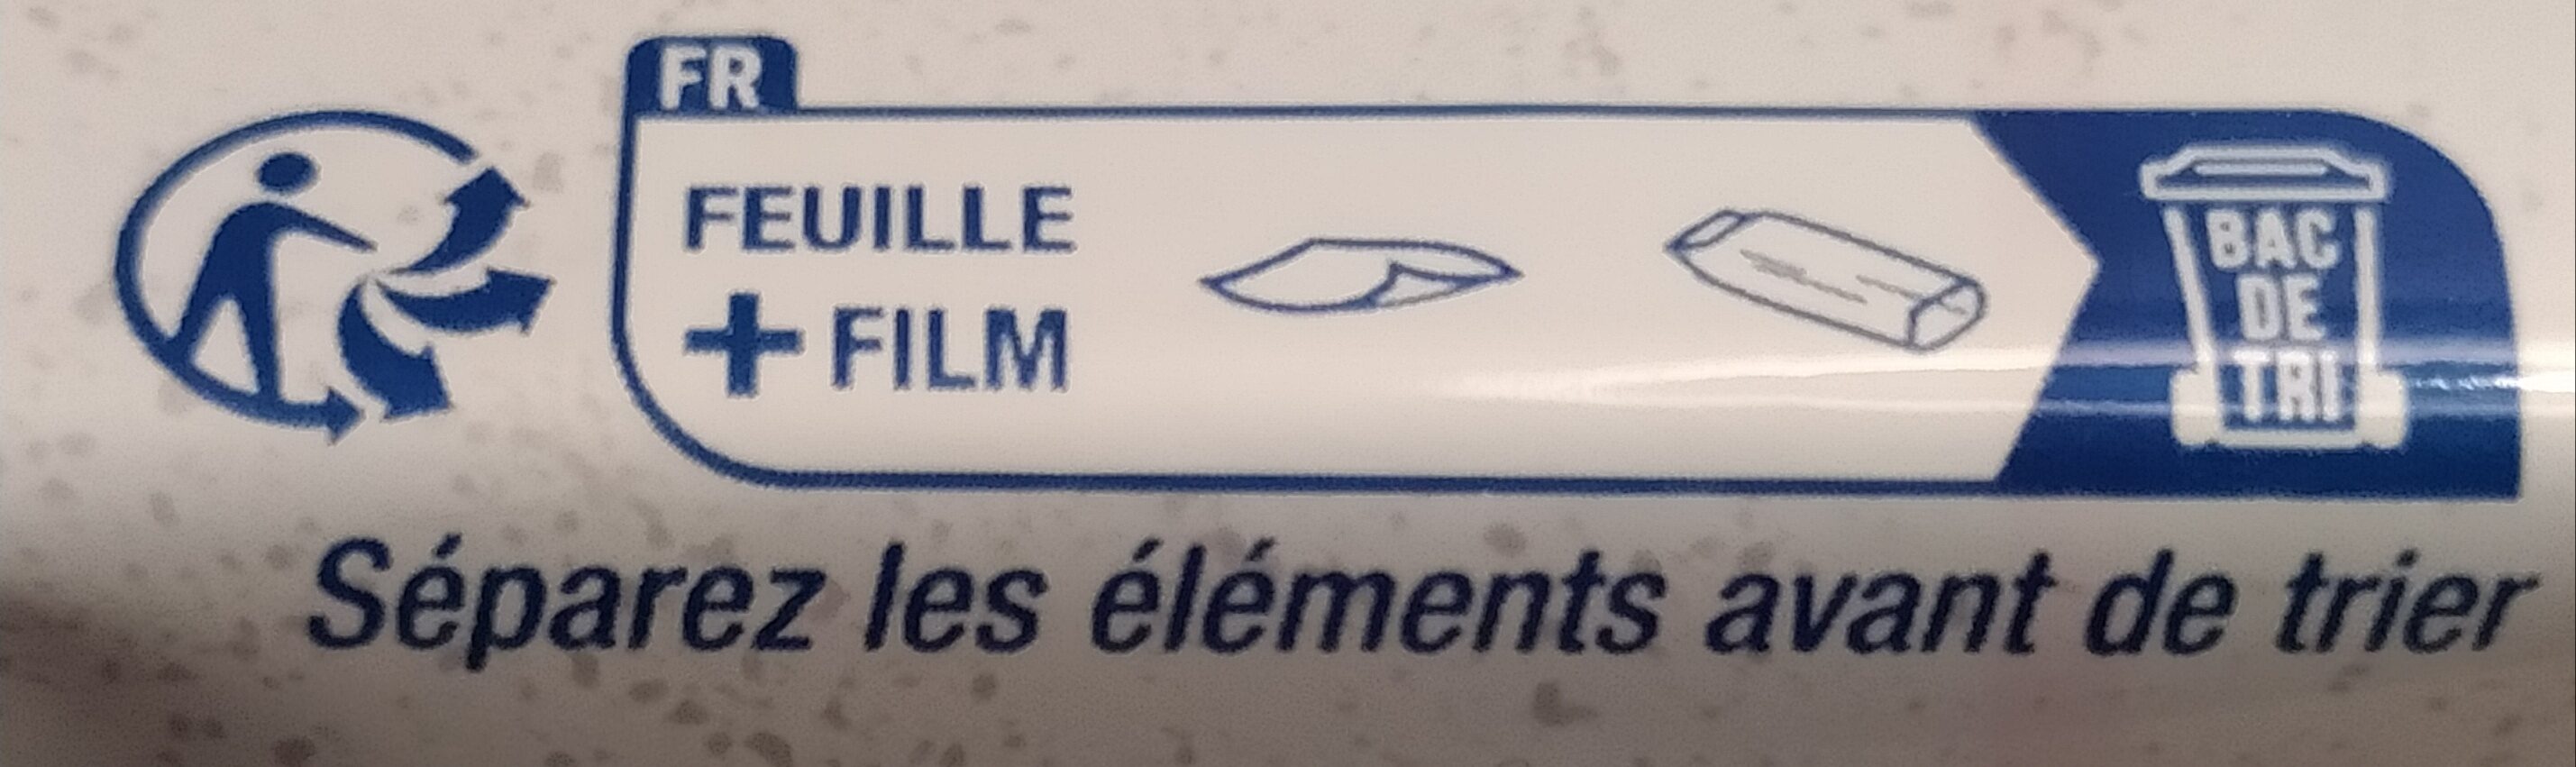 FR
FEUILLE
+ FILM
BAC
DE
TRI
Séparez les éléments avant de trier